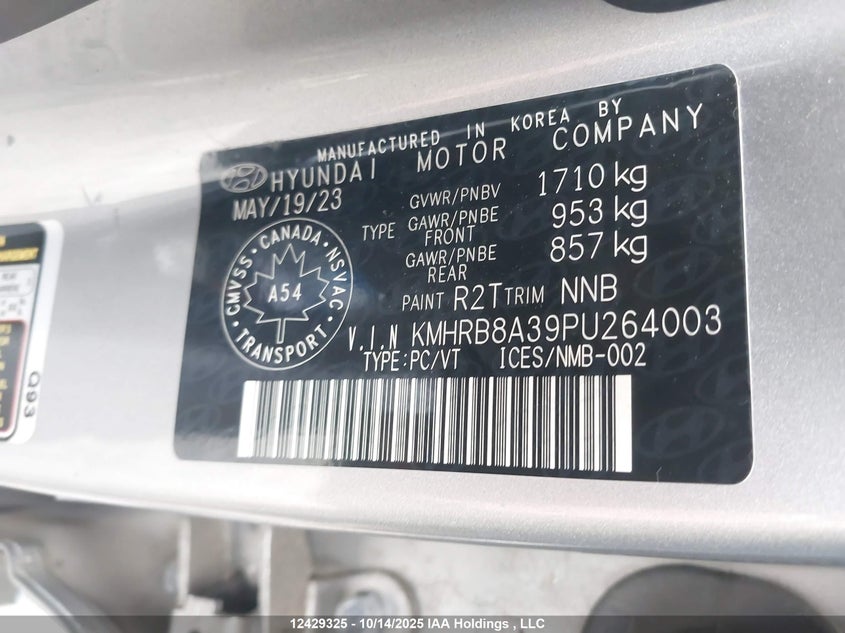 MANUFACTURED IN KOREA BY
HYUNDAI MOTOR COMPANY
MAY/19/23
GVWR/PNBV 1710 kg
TYPE GAWR/PNBE FRONT 953 kg
GAWR/PNBE REAR 857 kg
PAINT R2T TRIM NNB
CMVSS · CANADA · NSVAC
A54
· TRANSPORT ·
V.I.N KMHRB8A39PU264003
TYPE:PC/VT ICES/NMB-002
Q93
12429325 - 10/14/2025 IAA Holdings , LLC